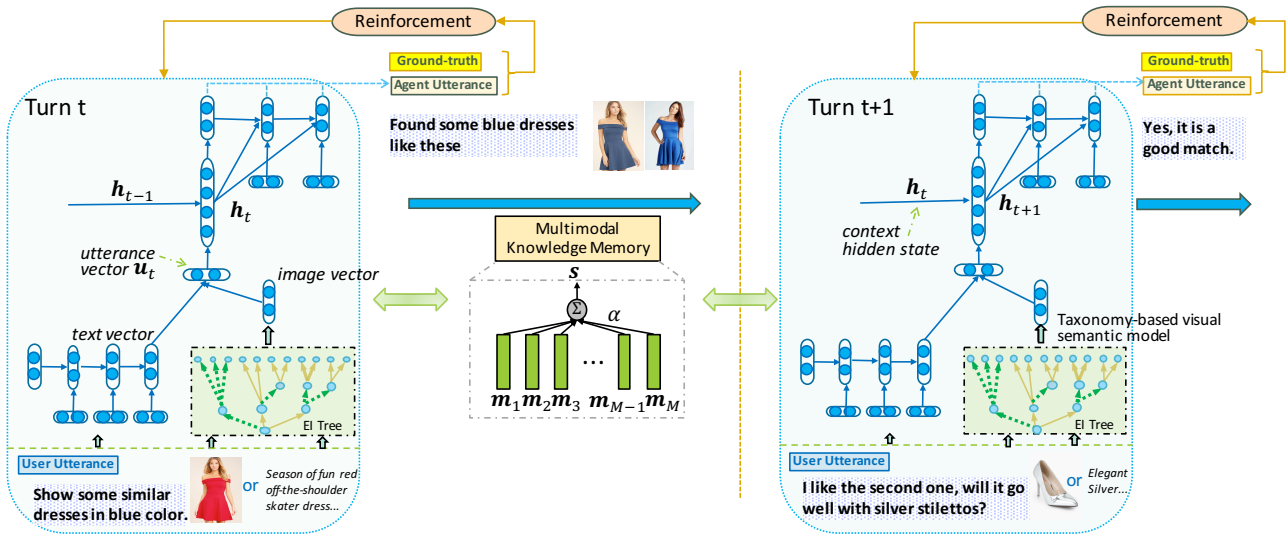 Reinforcement
Ground-truth
Agent Utterance
Turn t
Found some blue dresses
like these
h_{t−1}
h_t
utterance
vector u_t
image vector
text vector
EI Tree
User Utterance
Show some similar
dresses in blue color.
or
Season of fun red
off-the-shoulder
skater dress...
Multimodal
Knowledge Memory
s
Σ
α
...
m_1 m_2 m_3 m_{M−1} m_M
Reinforcement
Ground-truth
Agent Utterance
Turn t+1
Yes, it is a
good match.
h_t
h_{t+1}
context
hidden state
Taxonomy-based visual
semantic model
EI Tree
User Utterance
I like the second one, will it go
well with silver stilettos?
or
Elegant
Silver...